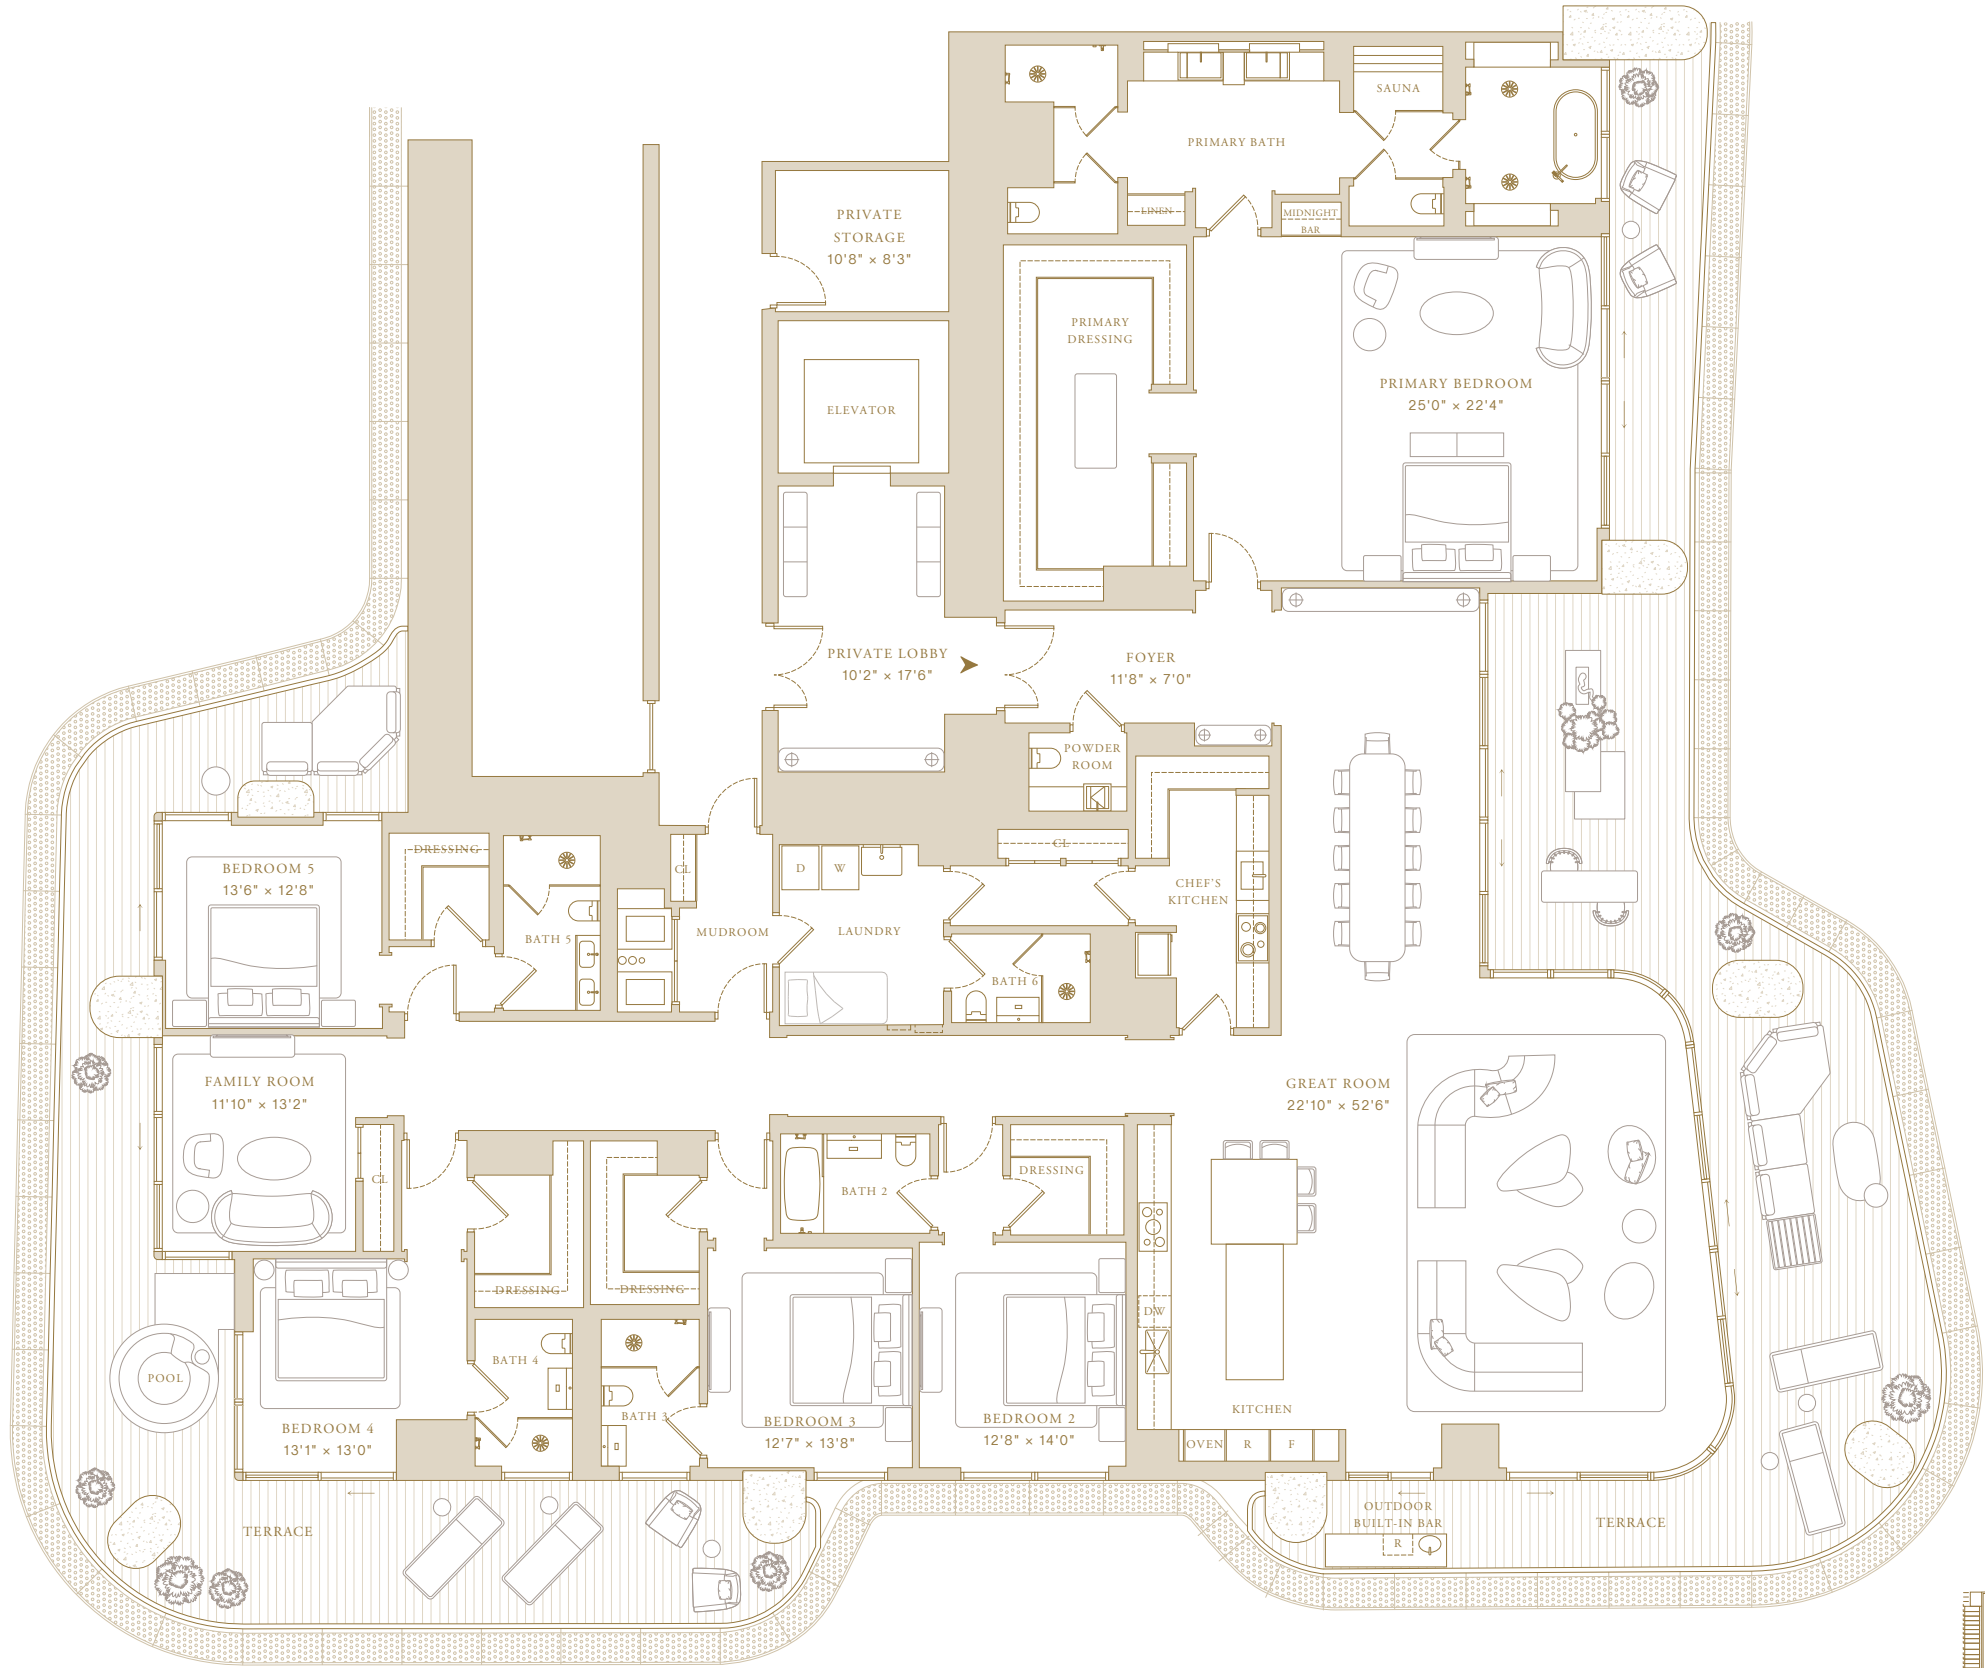 SAUNA
PRIMARY BATH
LINEN
MIDNIGHT
BAR
PRIVATE
STORAGE
10'8" × 8'3"
PRIMARY
DRESSING
ELEVATOR
PRIMARY BEDROOM
25'0" × 22'4"
PRIVATE LOBBY
10'2" × 17'6"
FOYER
11'8" × 7'0"
POWDER
ROOM
BEDROOM 5
13'6" × 12'8"
DRESSING
BATH 5
CL
MUDROOM
D
W
LAUNDRY
CL
BATH 6
CHEF'S
KITCHEN
FAMILY ROOM
11'10" × 13'2"
CL
GREAT ROOM
22'10" × 52'6"
BATH 2
DRESSING
DRESSING
DRESSING
DW
POOL
BATH 4
BATH 3
BEDROOM 4
13'1" × 13'0"
BEDROOM 3
12'7" × 13'8"
BEDROOM 2
12'8" × 14'0"
KITCHEN
OVEN
R
F
TERRACE
OUTDOOR
BUILT-IN BAR
R
TERRACE